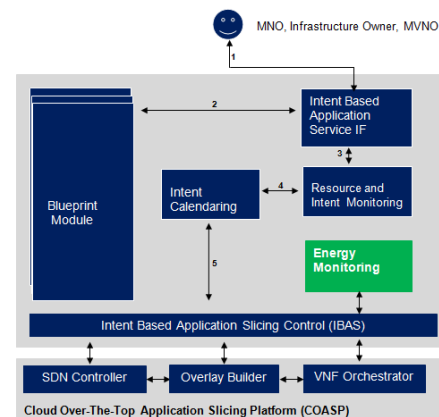 MNO, Infrastructure Owner, MVNO
1
2
Intent Based
Application
Service IF
3
4
Intent
Calendaring
Resource and
Intent Monitoring
Blueprint
Module
5
Energy
Monitoring
Intent Based Application Slicing Control (IBAS)
SDN Controller
Overlay Builder
VNF Orchestrator
Cloud Over-The-Top Application Slicing Platform (COASP)